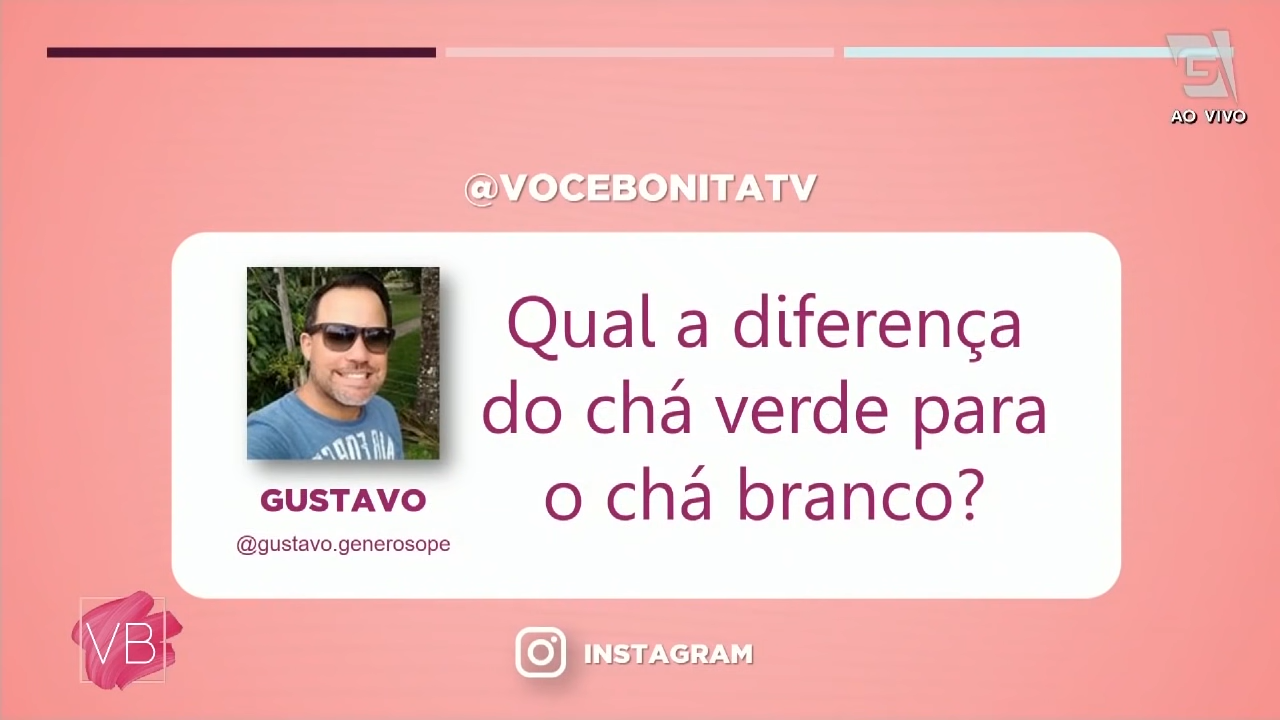 AO VIVO
@VOCEBONITATV
Qual a diferença
do chá verde para
o chá branco?
GUSTAVO
@gustavo.generosope
VB
INSTAGRAM